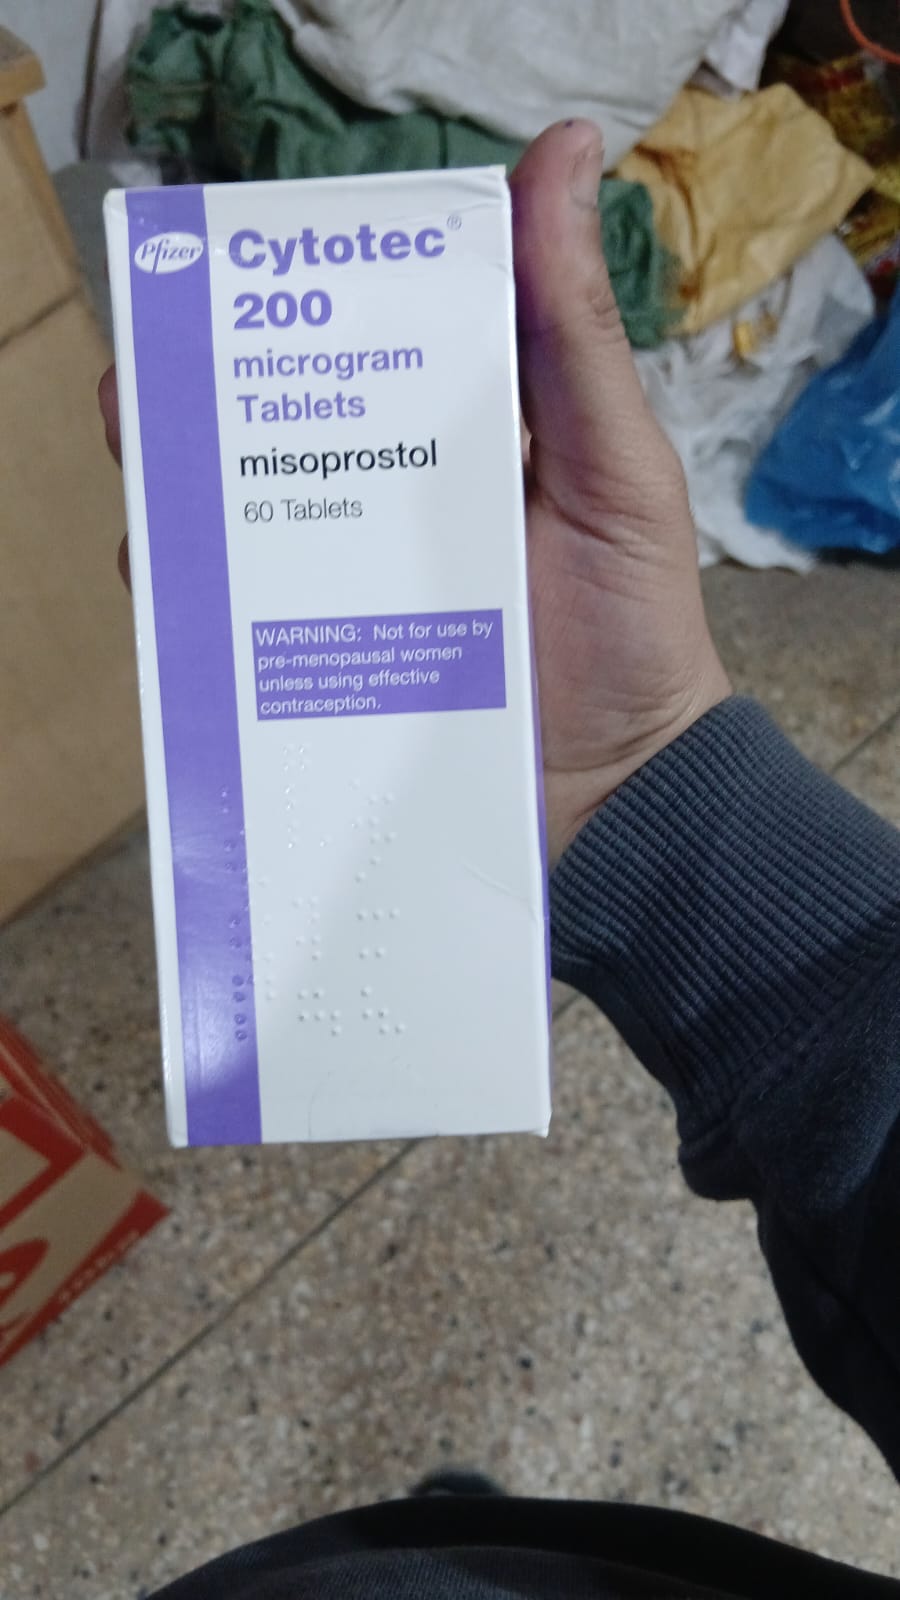 Pfizer
Cytotec®
200
microgram
Tablets
misoprostol
60 Tablets
WARNING: Not for use by
pre-menopausal women
unless using effective
contraception.